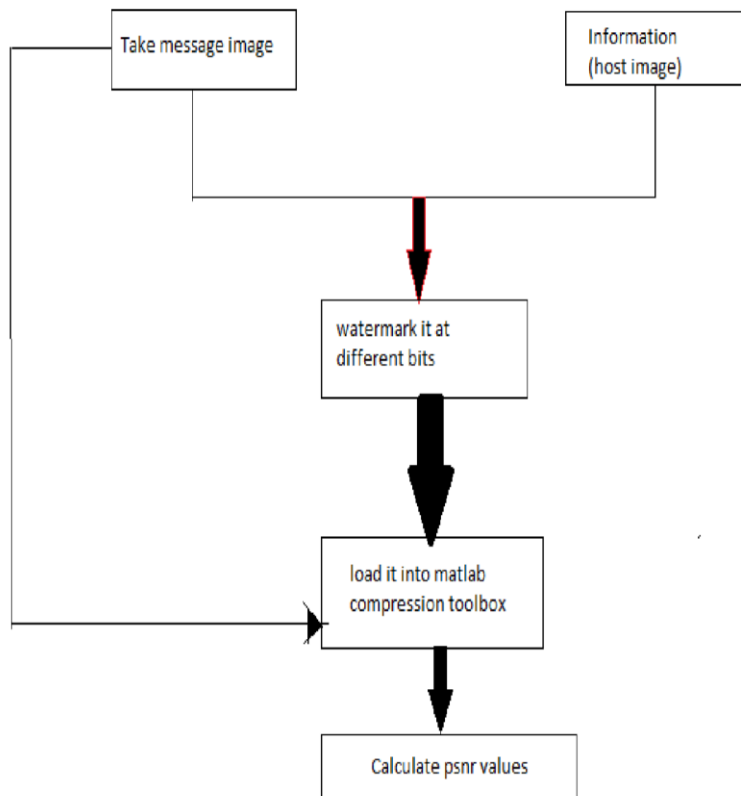 Take message image
Information
(host image)
watermark it at
different bits
load it into matlab
compression toolbox
Calculate psnr values